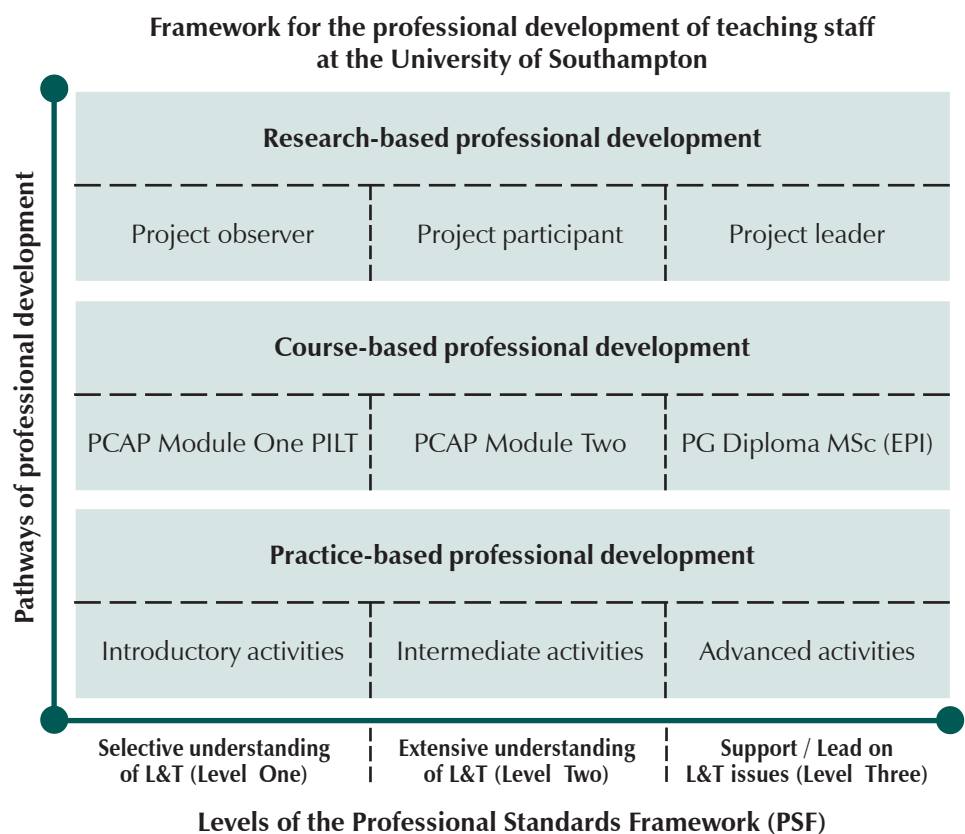 Framework for the professional development of teaching staff
at the University of Southampton
Pathways of professional development
Research-based professional development
Project observer
Project participant
Project leader
Course-based professional development
PCAP Module One PILT
PCAP Module Two
PG Diploma MSc (EPI)
Practice-based professional development
Introductory activities
Intermediate activities
Advanced activities
Selective understanding
of L&T (Level One)
Extensive understanding
of L&T (Level Two)
Support / Lead on
L&T issues (Level Three)
Levels of the Professional Standards Framework (PSF)